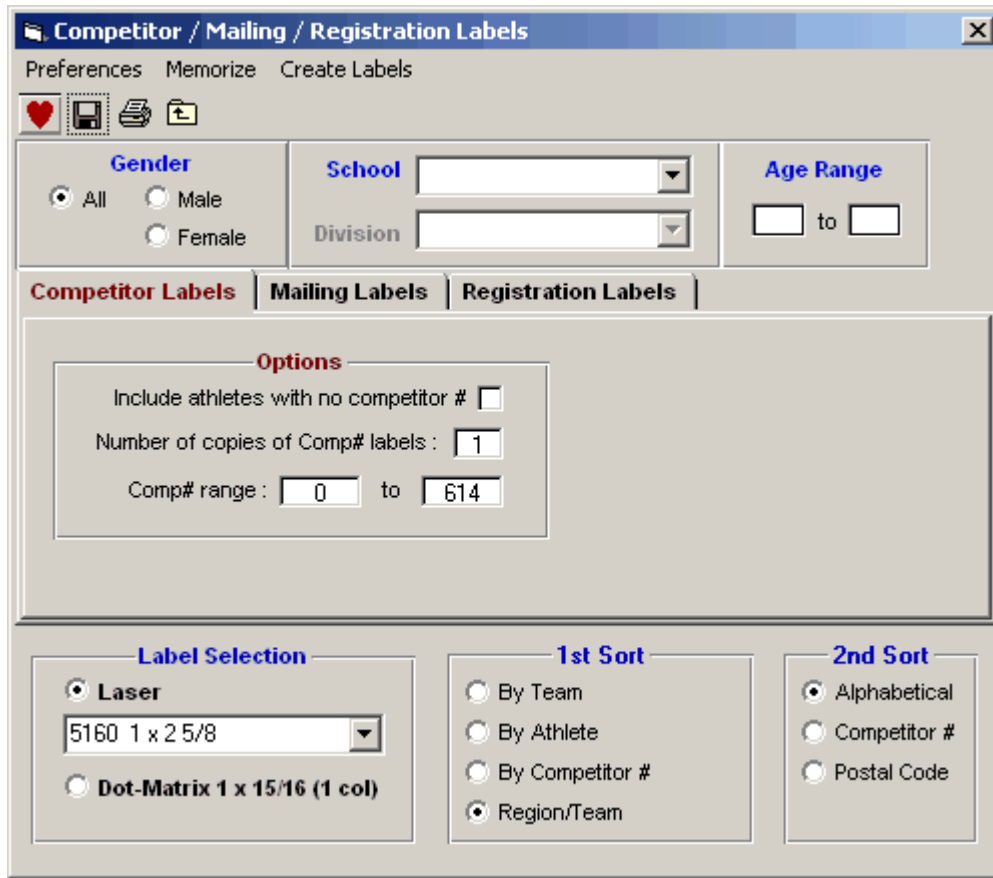 Competitor / Mailing / Registration Labels
Preferences Memorize Create Labels
Gender
All Male
Female
School
Division
Age Range
to
Competitor Labels Mailing Labels Registration Labels
Options
Include athletes with no competitor #
Number of copies of Comp# labels : 1
Comp# range : 0 to 614
Label Selection
Laser
5160 1 x 2 5/8
Dot-Matrix 1 x 15/16 (1 col)
1st Sort
By Team
By Athlete
By Competitor #
Region/Team
2nd Sort
Alphabetical
Competitor #
Postal Code